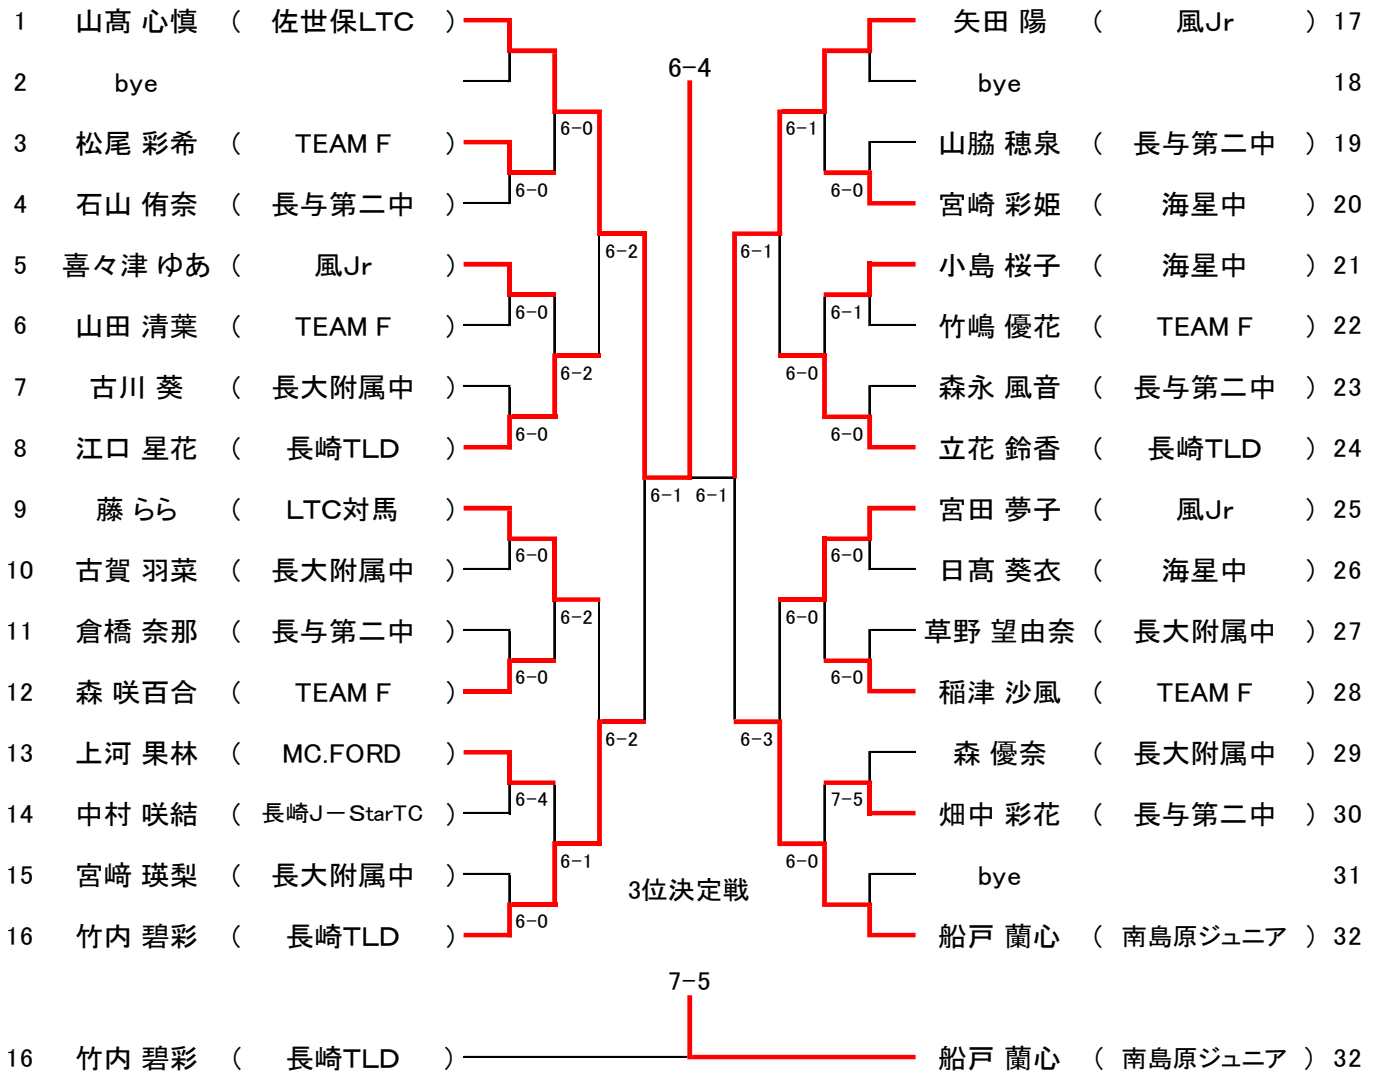 1 山髙 心慎 ( 佐世保LTC ) 矢田 陽 ( 風Jr ) 17
6-4
2 bye bye 18
6-0 6-1
3 松尾 彩希 ( TEAM F ) 山脇 穂泉 ( 長与第二中 ) 19
6-0 6-0
4 石山 侑奈 ( 長与第二中 ) 宮崎 彩姫 ( 海星中 ) 20
6-2 6-1
5 喜々津 ゆあ ( 風Jr ) 小島 桜子 ( 海星中 ) 21
6-0 6-1
6 山田 清葉 ( TEAM F ) 竹嶋 優花 ( TEAM F ) 22
6-2 6-0
7 古川 葵 ( 長大附属中 ) 森永 風音 ( 長与第二中 ) 23
6-0 6-0
8 江口 星花 ( 長崎TLD ) 立花 鈴香 ( 長崎TLD ) 24
6-1 6-1
9 藤 らら ( LTC対馬 ) 宮田 夢子 ( 風Jr ) 25
6-0 6-0
10 古賀 羽菜 ( 長大附属中 ) 日髙 葵衣 ( 海星中 ) 26
6-2 6-0
11 倉橋 奈那 ( 長与第二中 ) 草野 望由奈 ( 長大附属中 ) 27
6-0 6-0
12 森 咲百合 ( TEAM F ) 稲津 沙風 ( TEAM F ) 28
6-2 6-3
13 上河 果林 ( MC.FORD ) 森 優奈 ( 長大附属中 ) 29
6-4 7-5
14 中村 咲結 ( 長崎J－StarTC ) 畑中 彩花 ( 長与第二中 ) 30
6-1 6-0
15 宮﨑 瑛梨 ( 長大附属中 ) 3位決定戦 bye 31
6-0
16 竹内 碧彩 ( 長崎TLD ) 船戸 蘭心 ( 南島原ジュニア ) 32
7-5
16 竹内 碧彩 ( 長崎TLD ) 船戸 蘭心 ( 南島原ジュニア ) 32